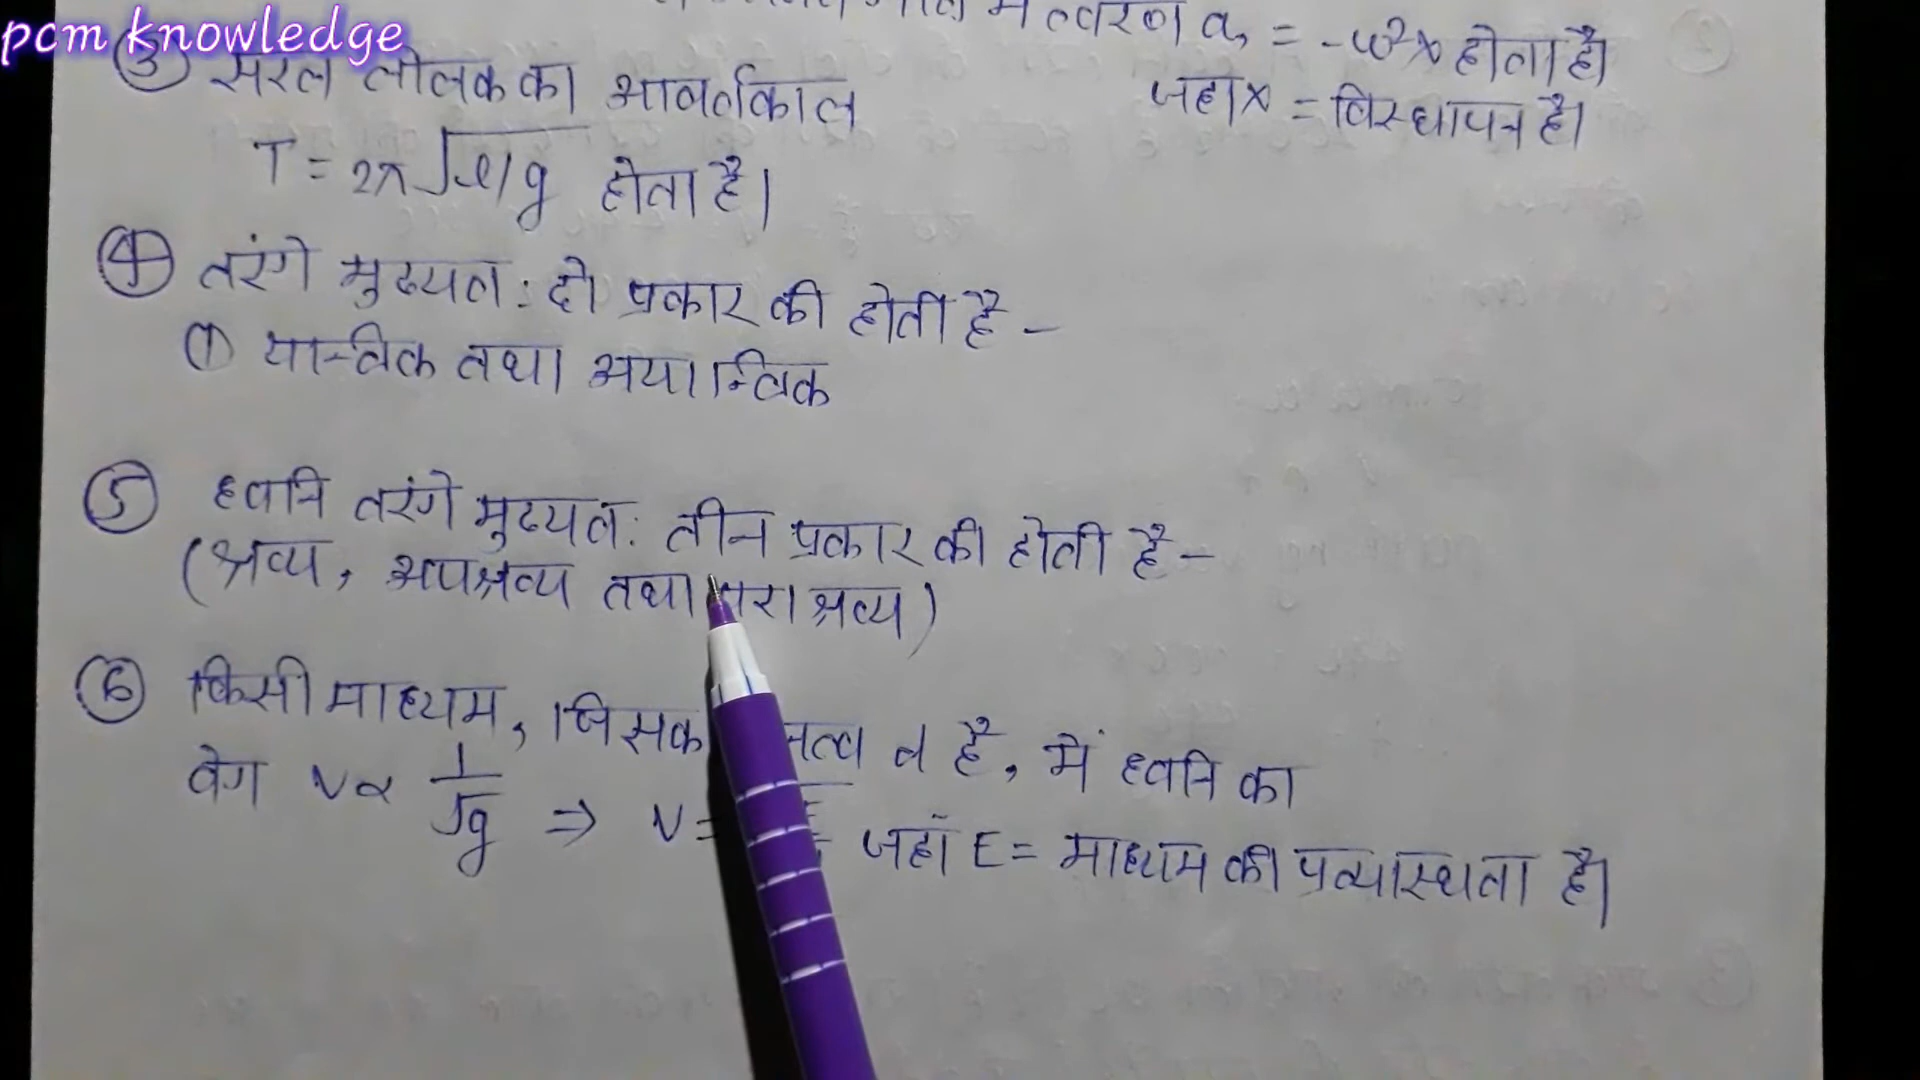 pcm knowledge
में त्वरण a, = -ω²x होता है।
जहा x = विस्थापन है।
③ सरल लोलक का आवर्तकाल
T = 2π √l/g होता है।
④ तरंगे मुख्यत: दो प्रकार की होती है -
① यान्त्रिक तथा अयान्त्रिक
⑤ ध्वनि तरंगे मुख्यत: तीन प्रकार की होती है -
(श्रव्य, अपश्रव्य तथा पराश्रव्य)
⑥ किसी माध्यम, जिसक है, में ध्वनि का
वेग v ∝ 1/√g ⇒ v = जहाँ E = माध्यम की प्रत्यास्थता है।